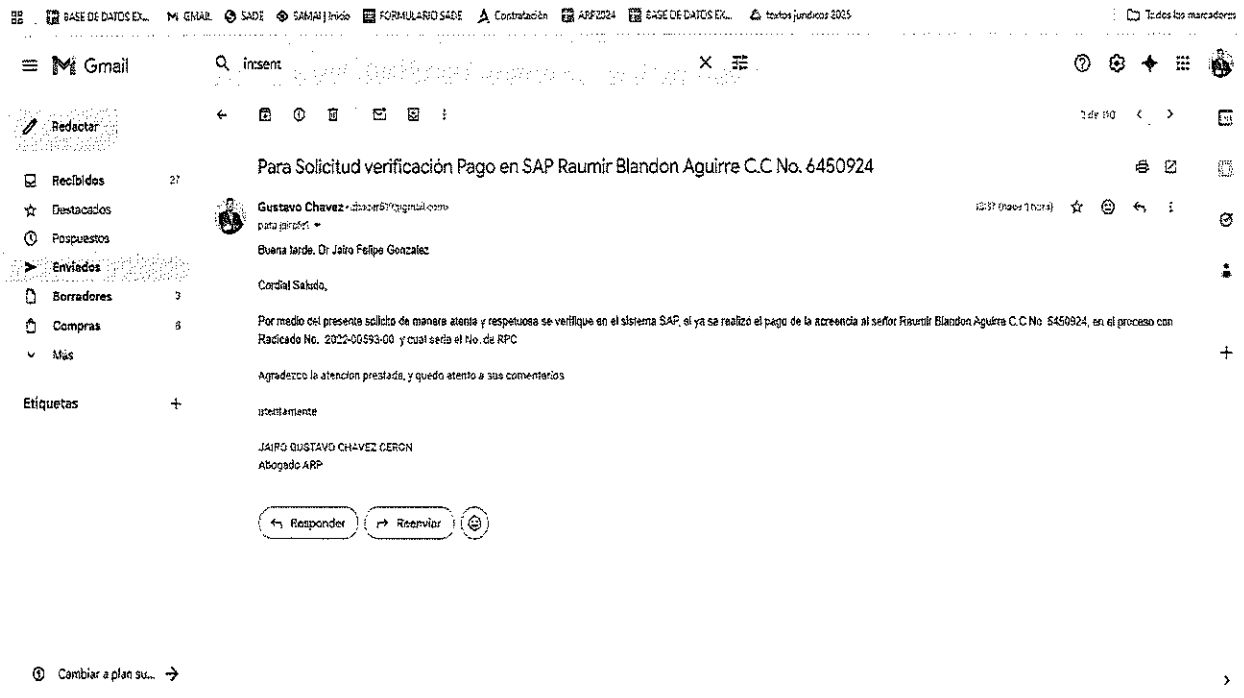 BASE DE DATOS EX... GMAIL SADE SAMAI | Inicio FORMULARIO SADE Contratación ARP2024 BASE DE DATOS EX... textos juridicos 2025 Todos los marcadores
Gmail
in:sent
Redactar
Recibidos 27
Destacados
Pospuestos
Enviados
Borradores 3
Compras 6
Más
Etiquetas
Para Solicitud verificación Pago en SAP Raumir Blandon Aguirre C.C No. 6450924
Gustavo Chavez
para
Buena tarde, Dr Jairo Felipe Gonzalez
Cordial Saludo,
Por medio del presente solicito de manera atenta y respetuosa se verifique en el sistema SAP, si ya se realizó el pago de la acreencia al señor Raumir Blandon Aguirre C.C No. 6450924, en el proceso con
Radicado No. 2022-00593-00 y cual seria el No. de RPC
Agradezco la atencion prestada, y quedo atento a sus comentarios
atentamente
JAIRO GUSTAVO CHAVEZ CERON
Abogado ARP
Responder Reenviar
Cambiar a plan su...